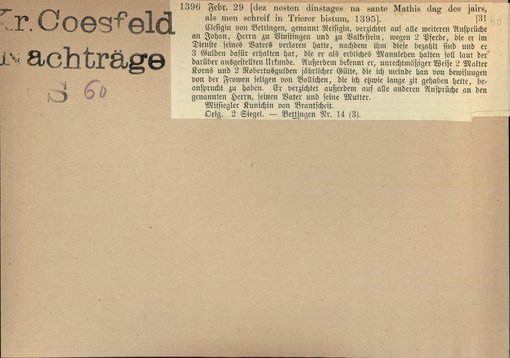 Kr. Coesfeld
Nachträge
S 60
1396 Febr. 29 [dez nesten dinstages na sante Mathis dag des jairs,
als men schreif in Trierer bistum, 1395]. [31
60
Clesigin von Bettingen, genannt Reisigin, verzichtet auf alle weiteren Ansprüche
an Johan, Herrn zu Vinstingen und zu Valkestein, wegen 2 Pferde, die er im
Dienste seines Vaters verloren hatte, nachdem ihm diese bezahlt sind und er
3 Gulden dafür erhalten hat, die er als erbliches Mannlehen halten soll laut der
darüber ausgestellten Urkunde. Außerdem bekennt er, unrechtmäßiger Weise 2 Malter
Korns und 2 Robertusgulden jährlicher Gülte, die ich meinde han von bewisungen
von der Frowen seligen von Bollichen, die ich etzwie lange zit gehaben hette, be-
ansprucht zu haben. Er verzichtet außerdem auf alle anderen Ansprüche an den
genannten Herrn, seinen Vater und seine Mutter.
Mitsiegler Kunichin von Brantscheit.
Orig. 2 Siegel. — Bettingen Nr. 14 (3).